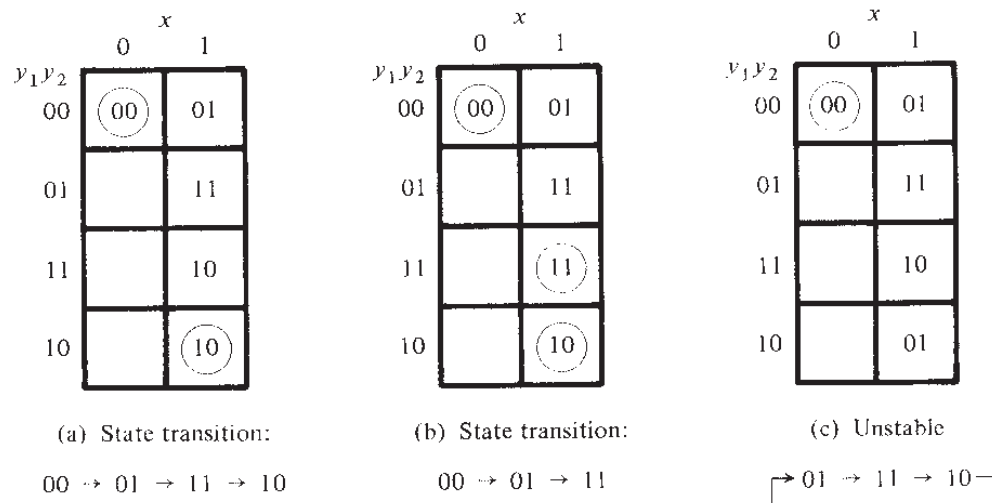 x
0 1
y₁y₂
00 00 01
01 11
11 10
10 10
(a) State transition:
00 → 01 → 11 → 10
x
0 1
y₁y₂
00 00 01
01 11
11 11
10 10
(b) State transition:
00 → 01 → 11
x
0 1
y₁y₂
00 00 01
01 11
11 10
10 01
(c) Unstable
→ 01 → 11 → 10